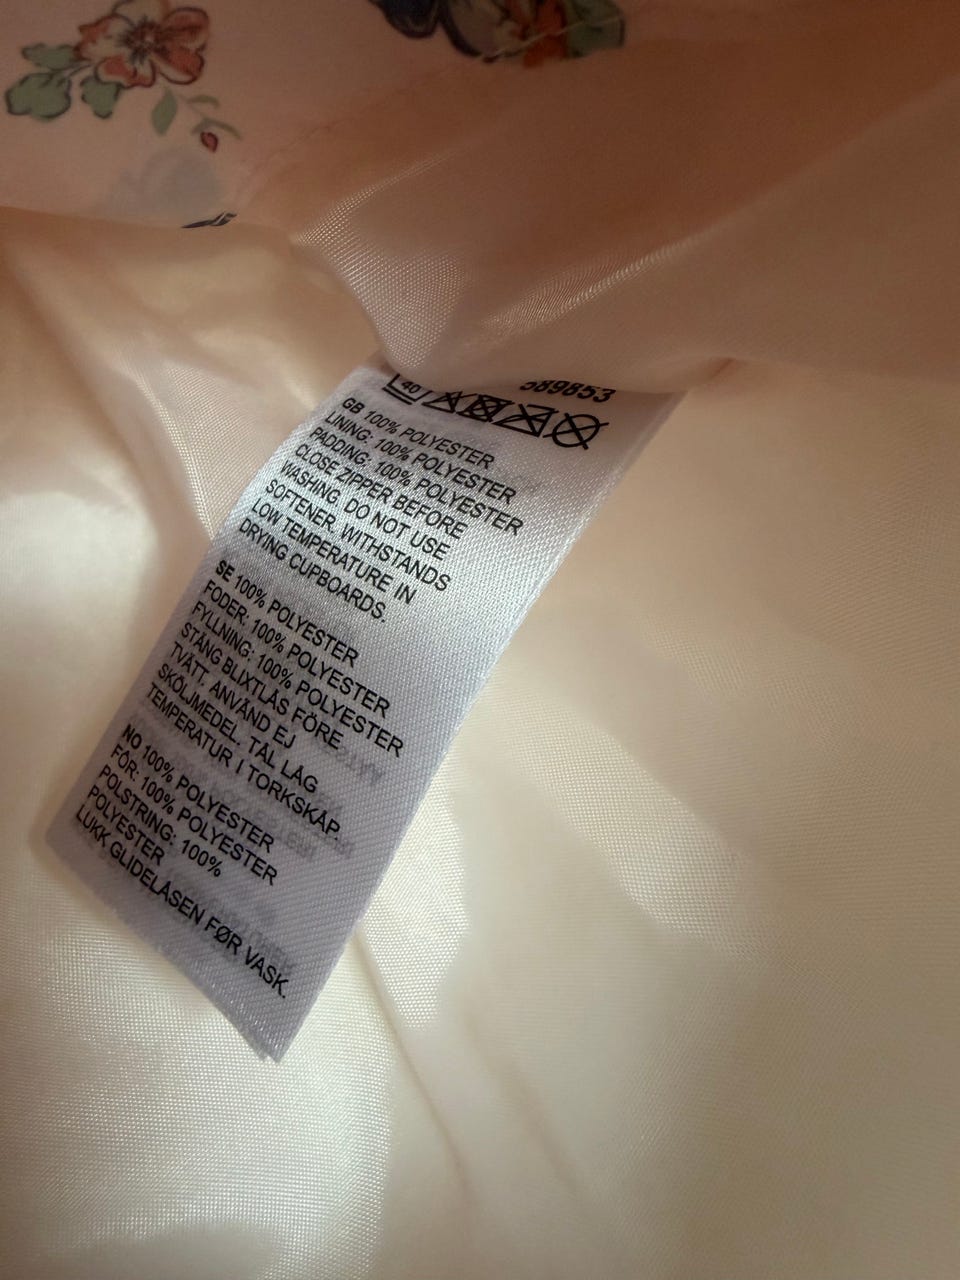 589853
40
GB 100% POLYESTER
LINING: 100% POLYESTER
PADDING: 100% POLYESTER
CLOSE ZIPPER BEFORE
WASHING. DO NOT USE
SOFTENER. WITHSTANDS
LOW TEMPERATURE IN
DRYING CUPBOARDS.
SE 100% POLYESTER
FODER: 100% POLYESTER
FYLLNING: 100% POLYESTER
STÄNG BLIXTLÅS FÖRE
TVÄTT. ANVÄND EJ
SKÖLJMEDEL. TÅL LÅG
TEMPERATUR I TORKSKÅP.
NO 100% POLYESTER
FÔR: 100% POLYESTER
POLSTRING: 100%
POLYESTER
LUKK GLIDELÅSEN FØR VASK.